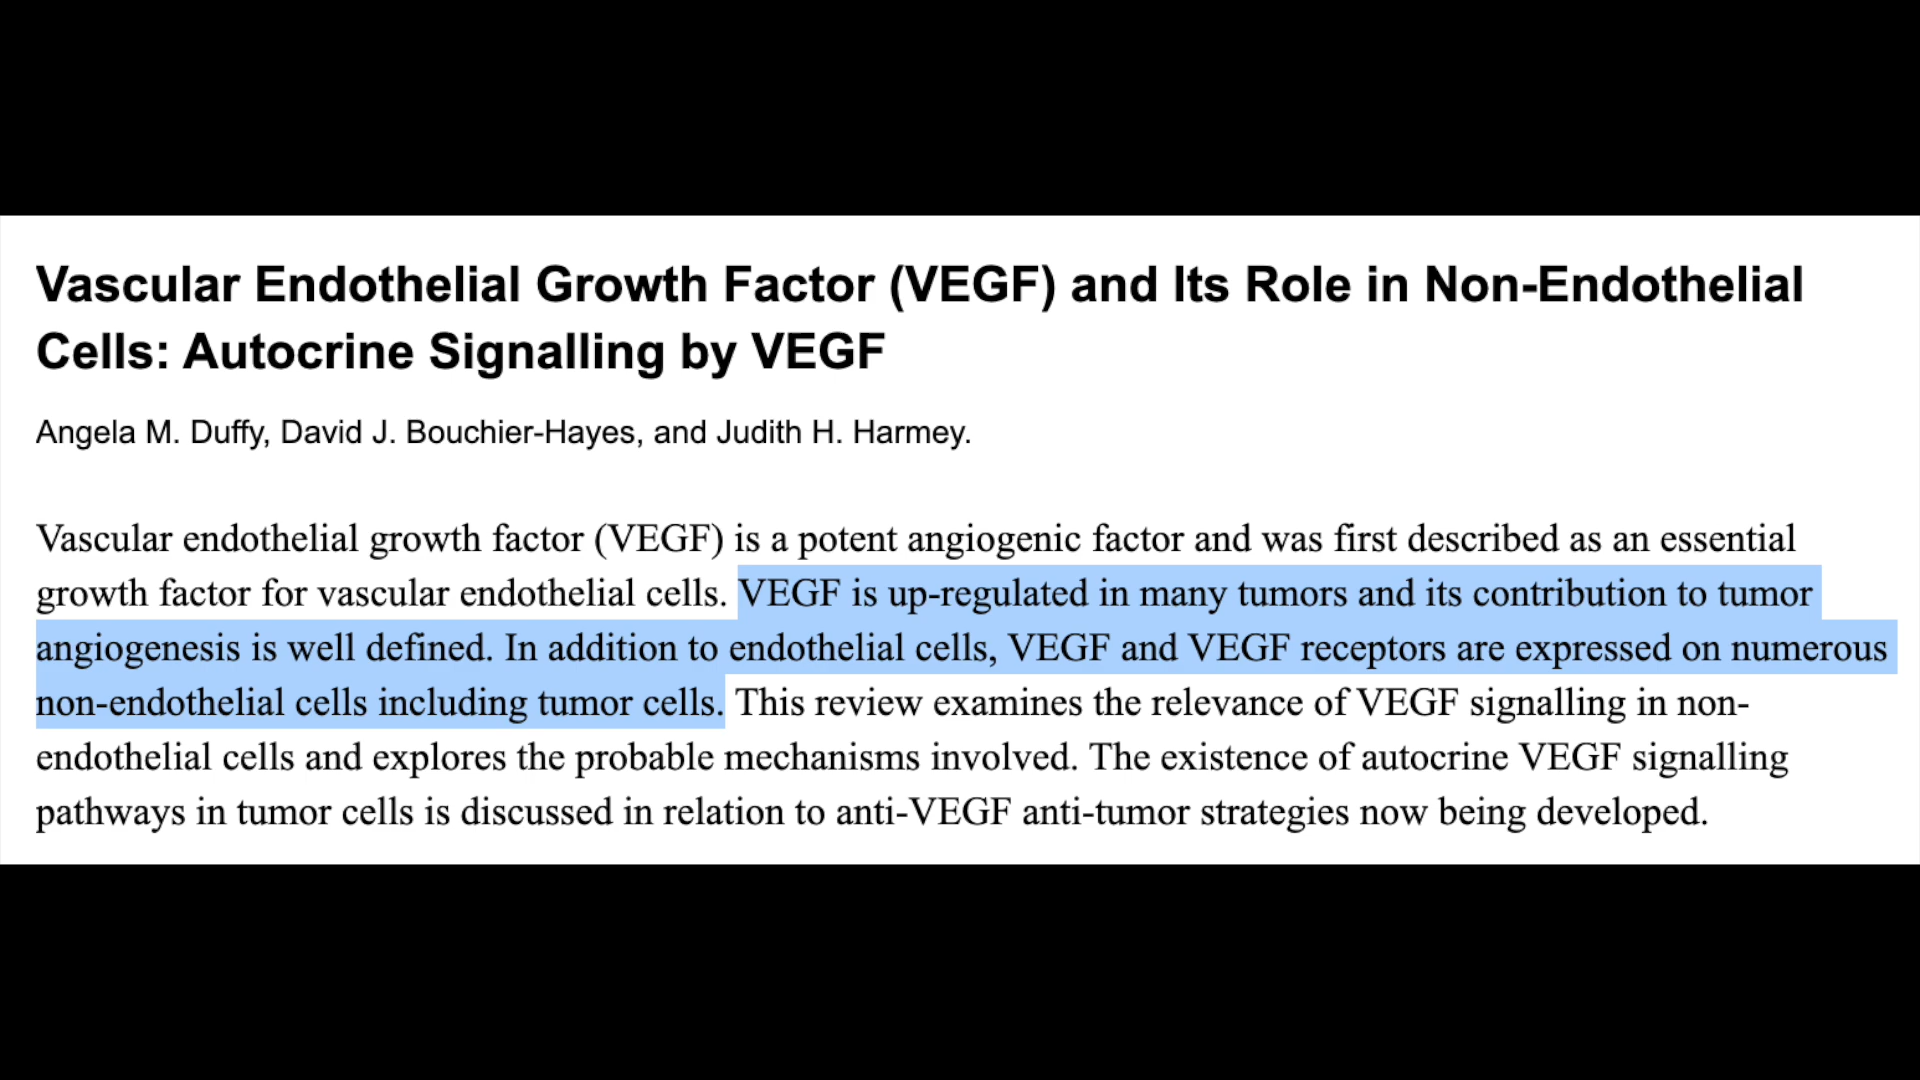 Vascular Endothelial Growth Factor (VEGF) and Its Role in Non-Endothelial
Cells: Autocrine Signalling by VEGF
Angela M. Duffy, David J. Bouchier-Hayes, and Judith H. Harmey.
Vascular endothelial growth factor (VEGF) is a potent angiogenic factor and was first described as an essential
growth factor for vascular endothelial cells. VEGF is up-regulated in many tumors and its contribution to tumor
angiogenesis is well defined. In addition to endothelial cells, VEGF and VEGF receptors are expressed on numerous
non-endothelial cells including tumor cells. This review examines the relevance of VEGF signalling in non-
endothelial cells and explores the probable mechanisms involved. The existence of autocrine VEGF signalling
pathways in tumor cells is discussed in relation to anti-VEGF anti-tumor strategies now being developed.